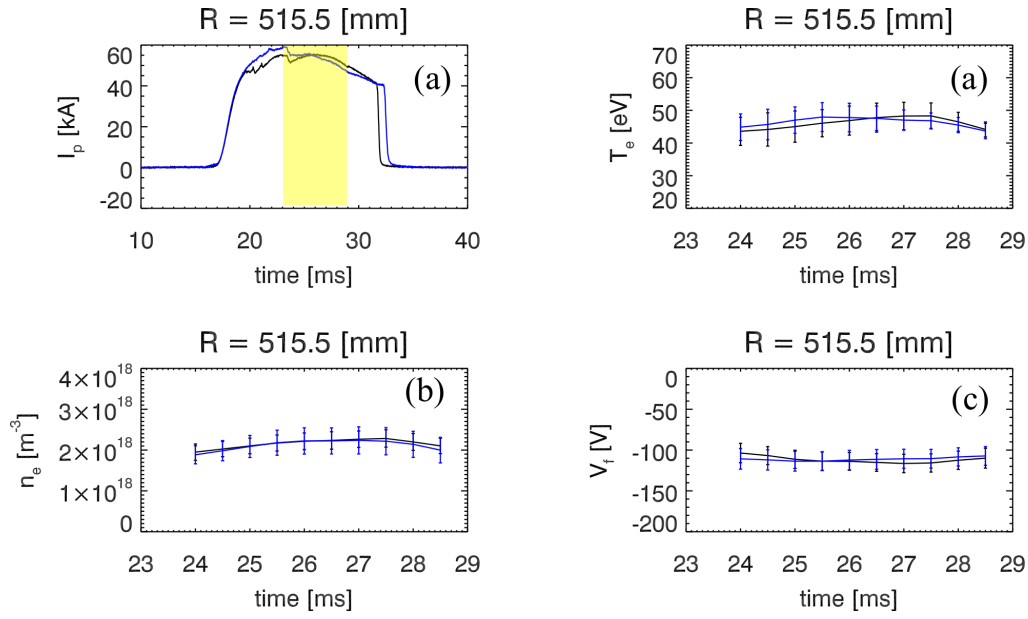 R = 515.5 [mm]
60
40
20
0
-20
I_p [kA]
(a)
10 20 30 40
time [ms]
R = 515.5 [mm]
70
60
50
40
30
20
T_e [eV]
(a)
23 24 25 26 27 28 29
time [ms]
R = 515.5 [mm]
4×10^18
3×10^18
2×10^18
1×10^18
0
n_e [m^-3]
(b)
23 24 25 26 27 28 29
time [ms]
R = 515.5 [mm]
0
-50
-100
-150
-200
V_f [V]
(c)
23 24 25 26 27 28 29
time [ms]